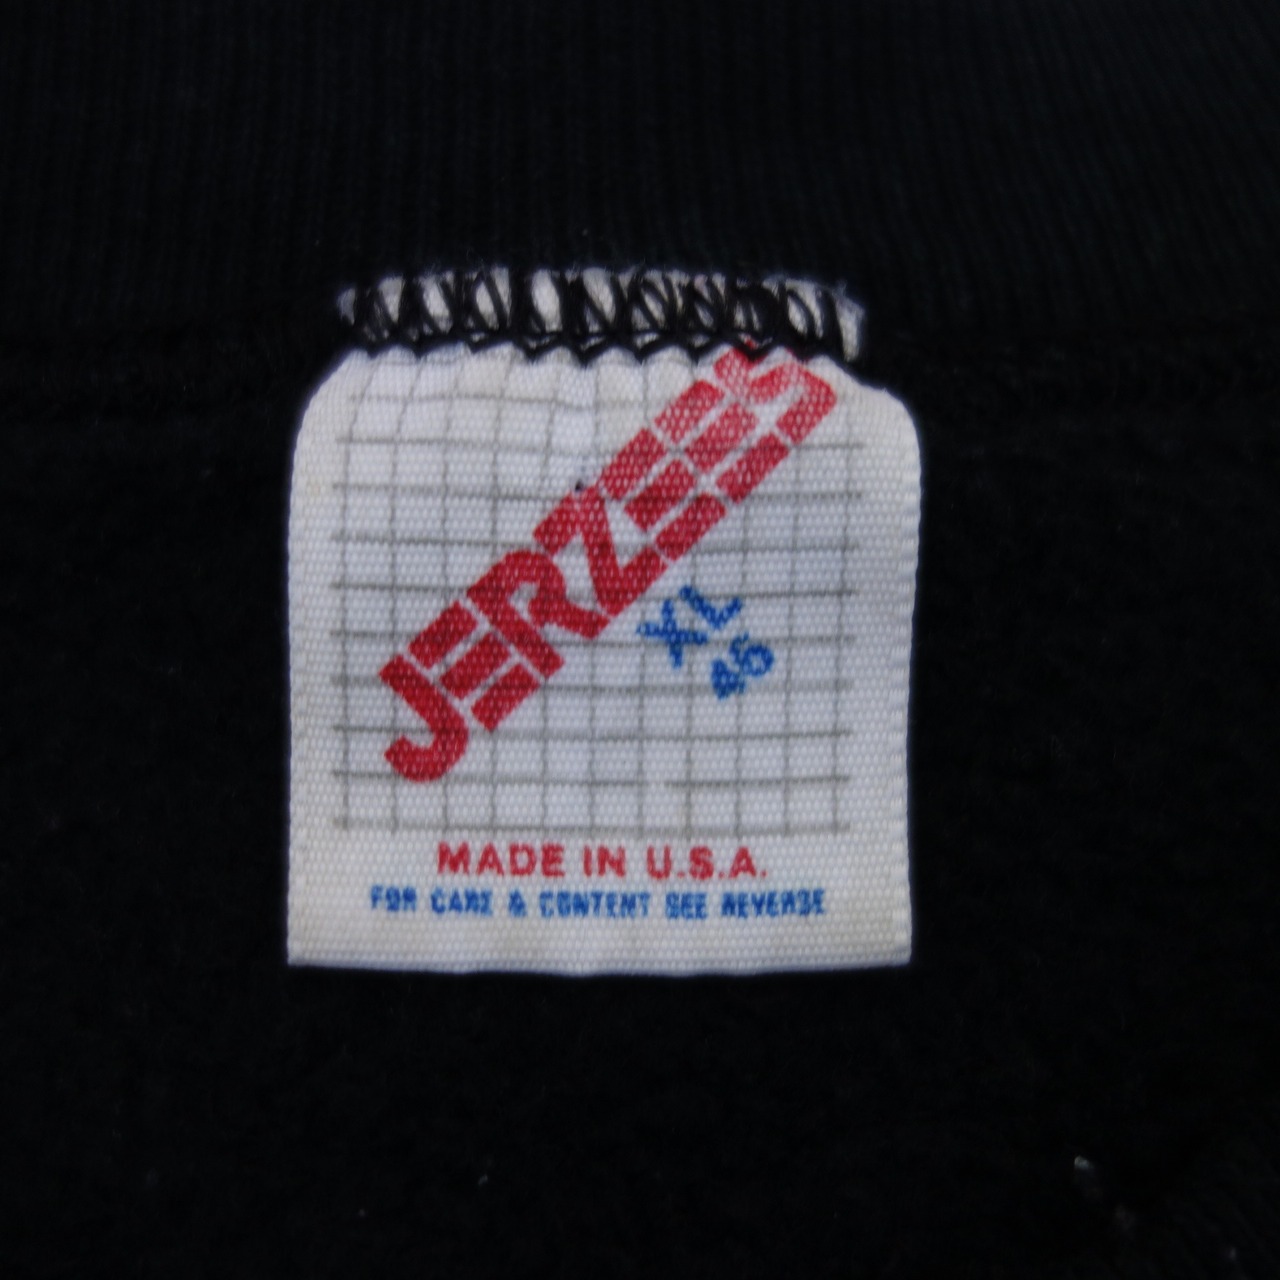 JERZEES
XL
46
MADE IN U.S.A.
FOR CARE & CONTENT SEE REVERSE